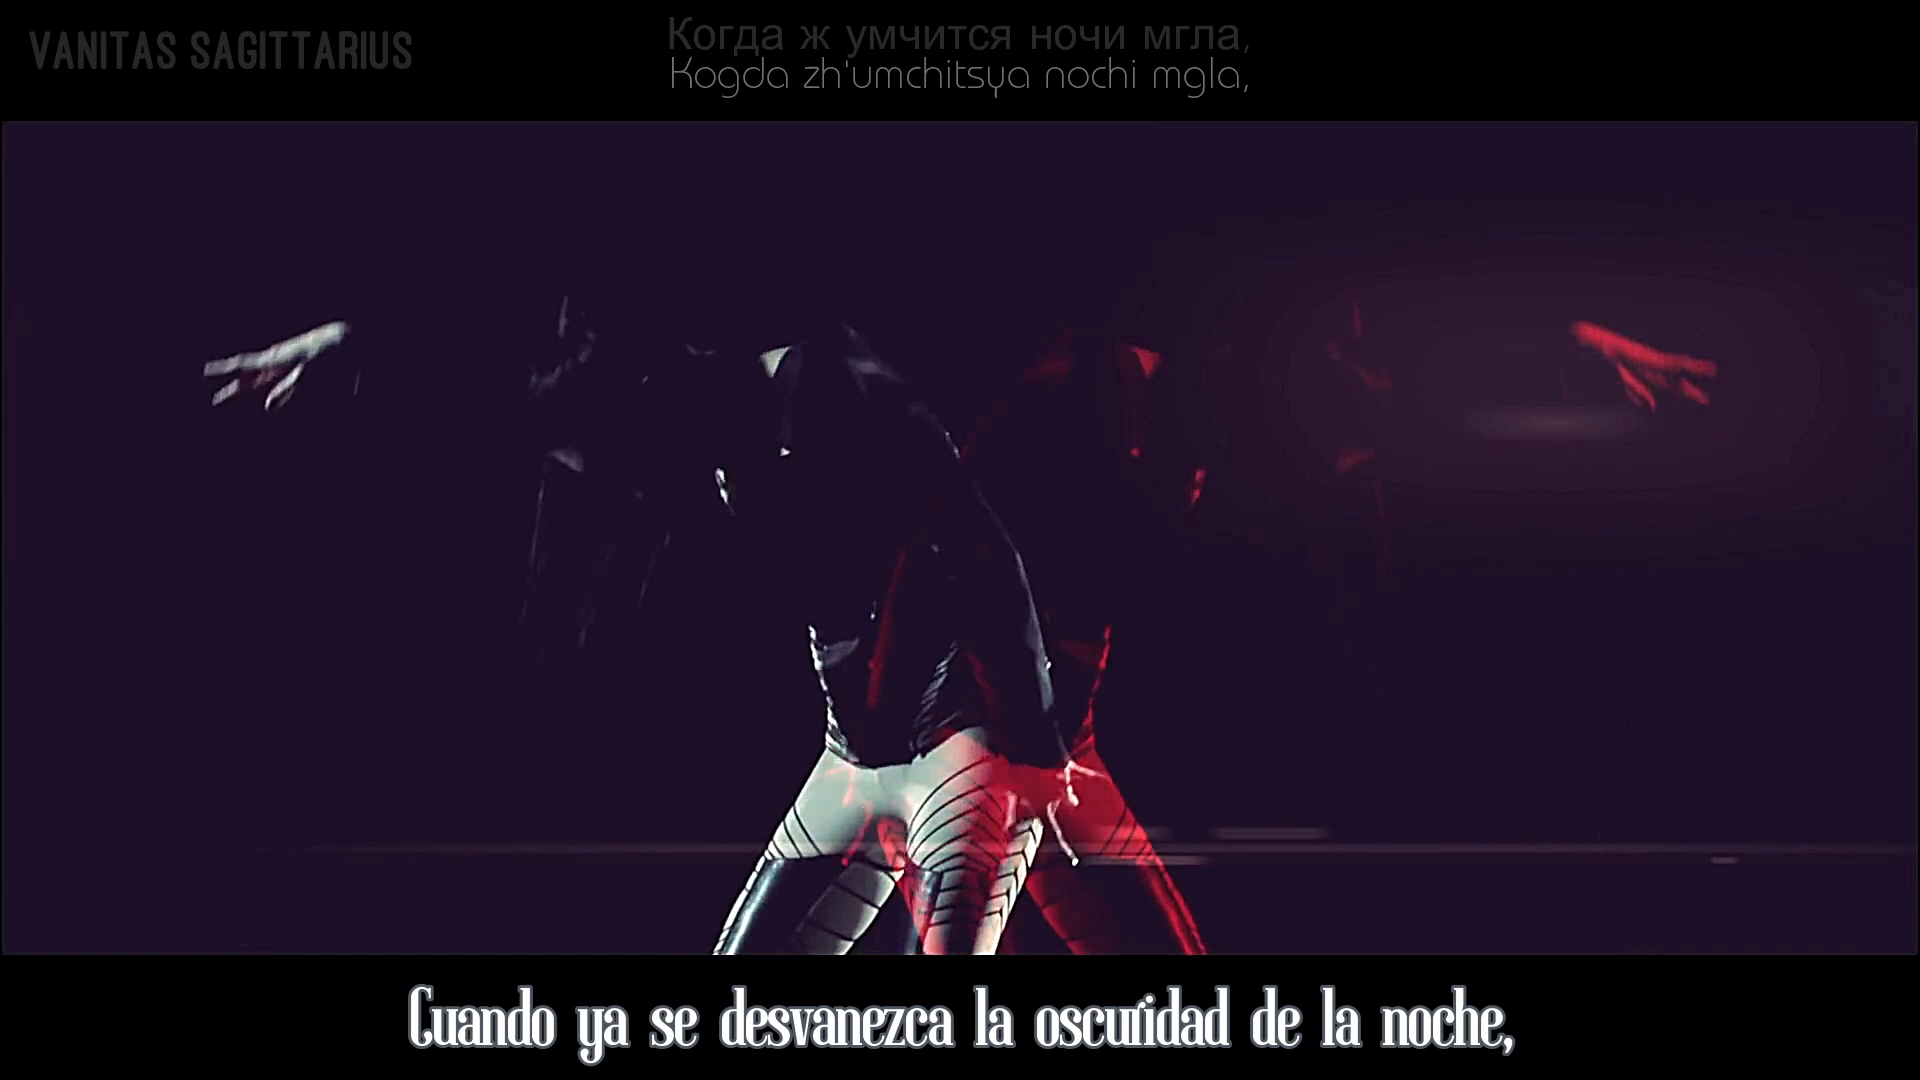 VANITAS SAGITTARIUS
Когда ж умчится ночи мгла,
Kogda zh'umchitsya nochi mgla,
Cuando ya se desvanezca la oscuridad de la noche,